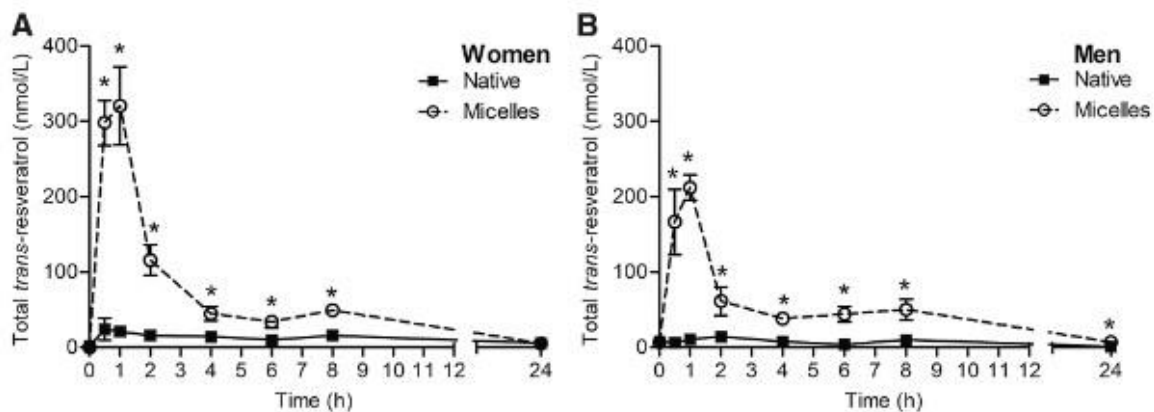 A
Women
Native
Micelles
Total trans-resveratrol (nmol/L)
400
300
200
100
0
* * * * * *
0 1 2 3 4 5 6 7 8 9 10 11 12 24
Time (h)
B
Men
Native
Micelles
Total trans-resveratrol (nmol/L)
400
300
200
100
0
* * * * * * *
0 1 2 3 4 5 6 7 8 9 10 11 12 24
Time (h)